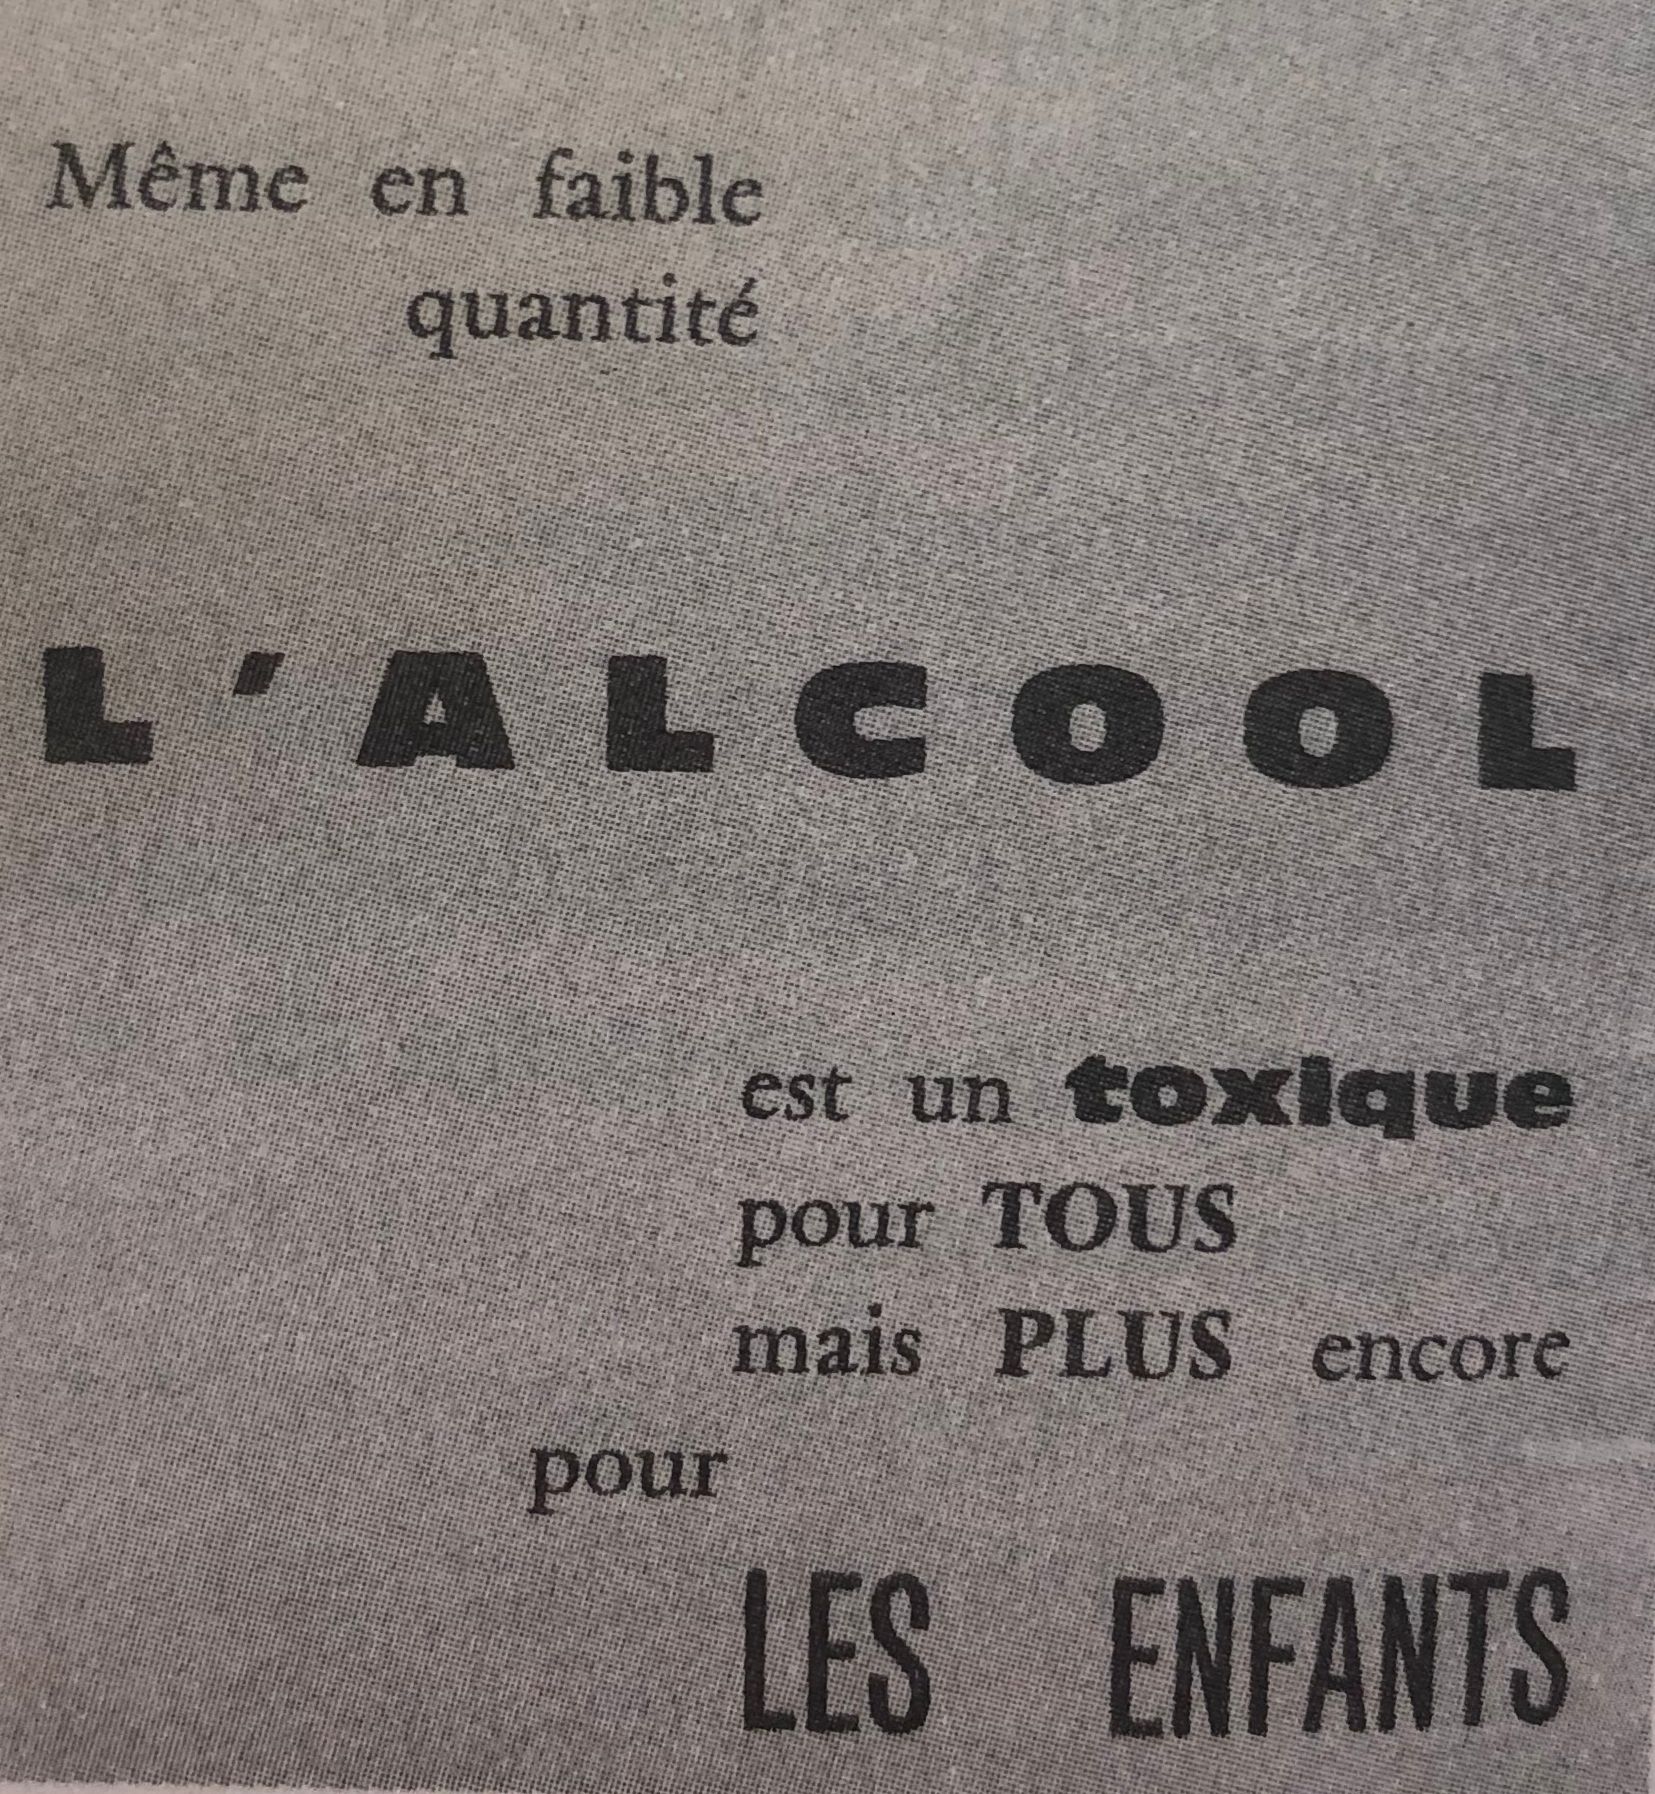 Même en faible
quantité
L'ALCOOL
est un toxique
pour TOUS
mais PLUS encore
pour
LES ENFANTS